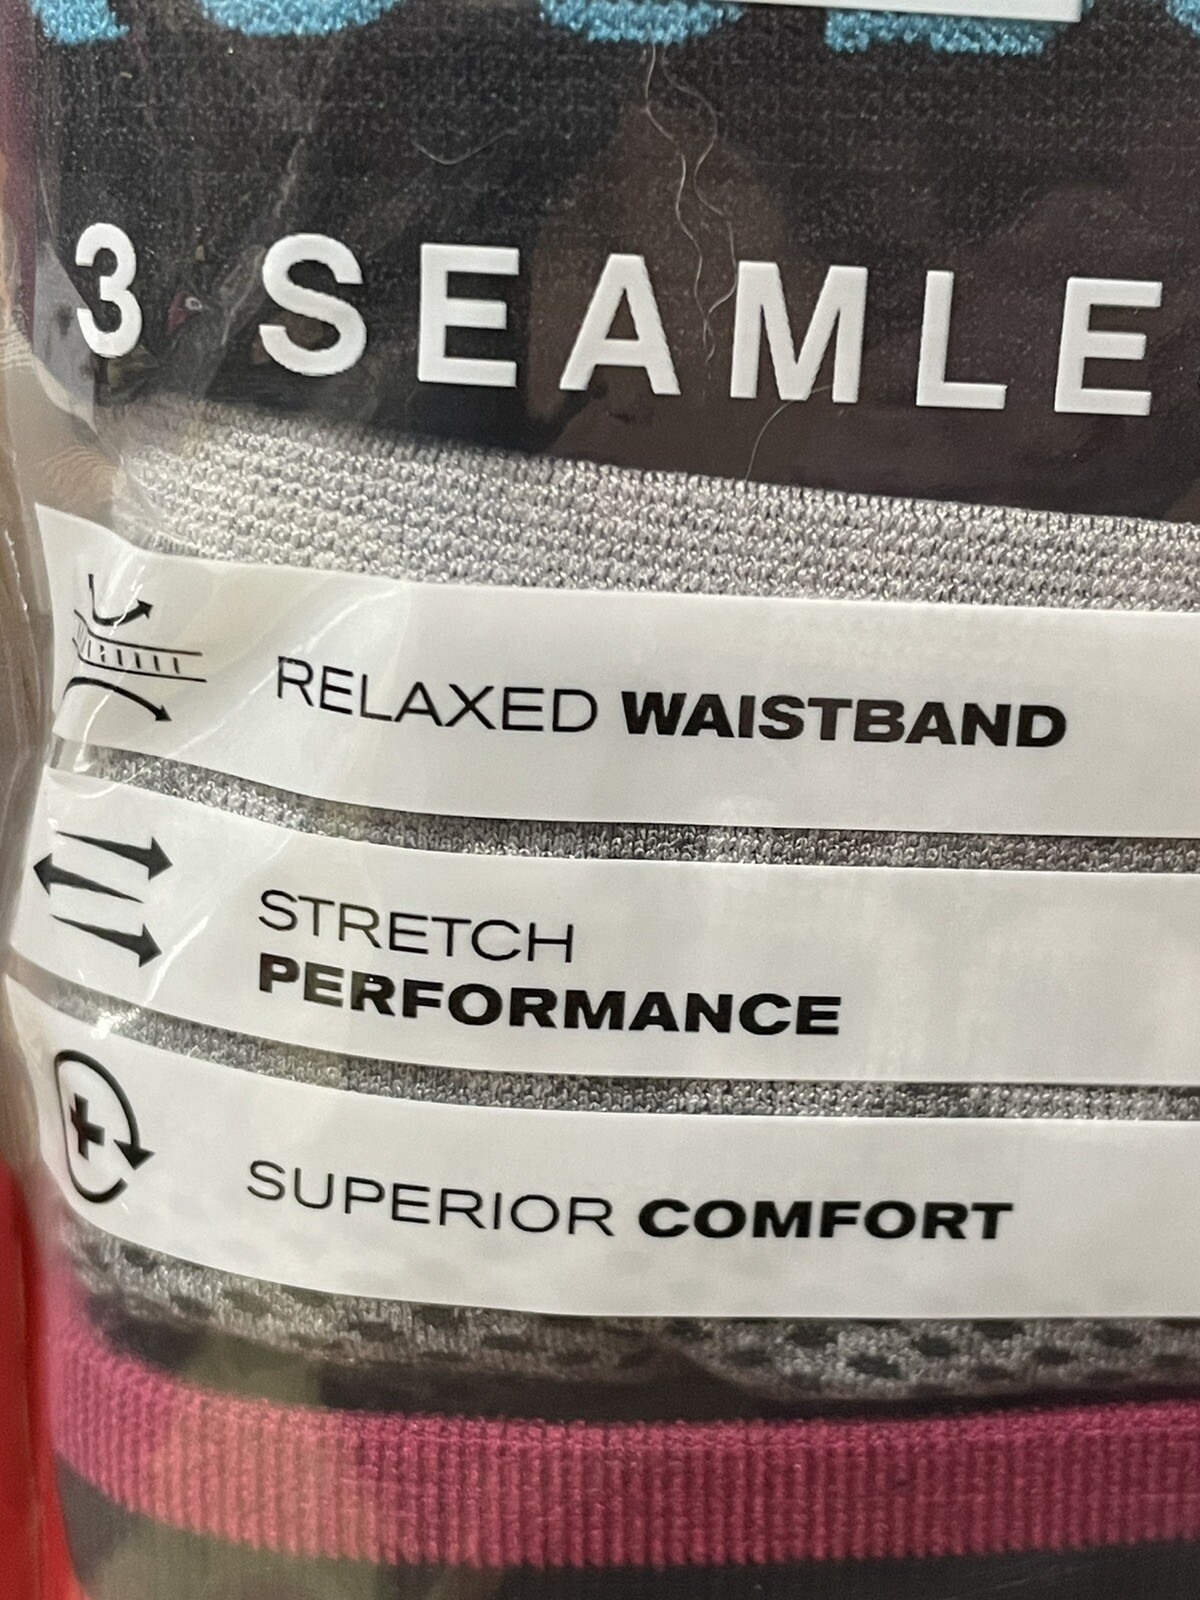 3 SEAMLE
RELAXED WAISTBAND
STRETCH
PERFORMANCE
SUPERIOR COMFORT